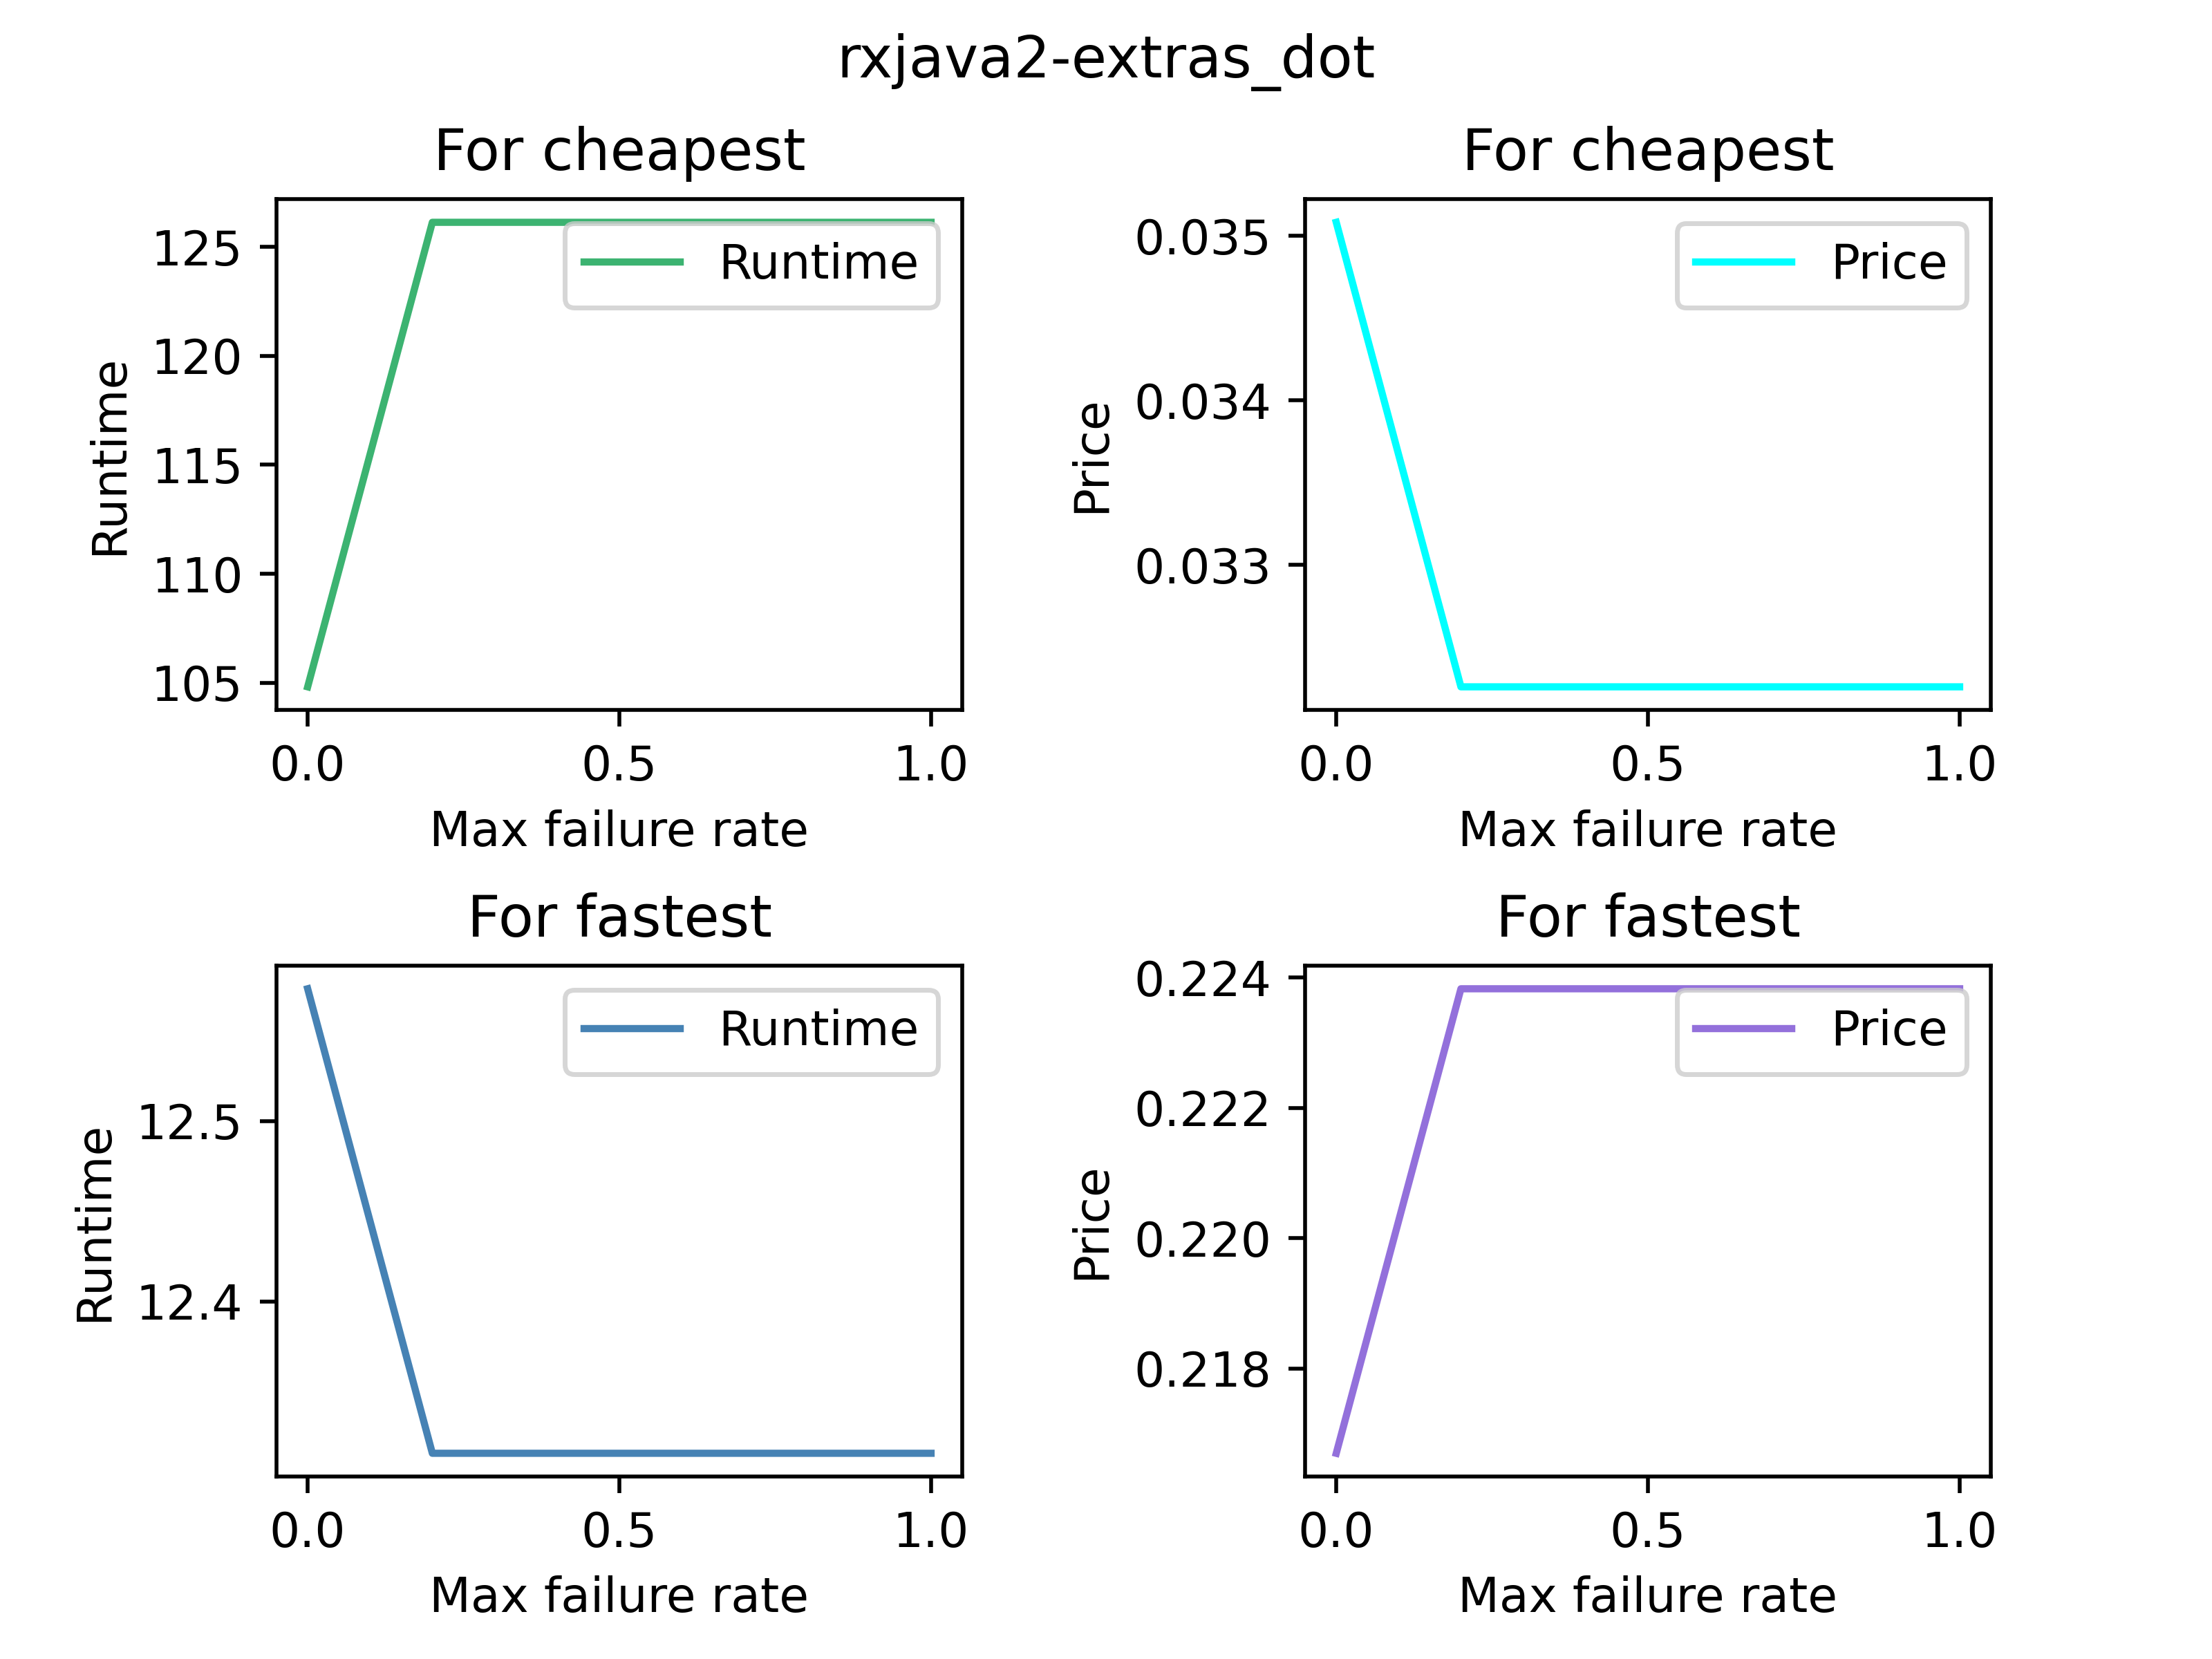 rxjava2-extras_dot
For cheapest
Runtime
125
120
115
110
105
Runtime
0.0 0.5 1.0
Max failure rate
For cheapest
Price
0.035
0.034
0.033
Price
0.0 0.5 1.0
Max failure rate
For fastest
Runtime
12.5
12.4
Runtime
0.0 0.5 1.0
Max failure rate
For fastest
Price
0.224
0.222
0.220
0.218
Price
0.0 0.5 1.0
Max failure rate